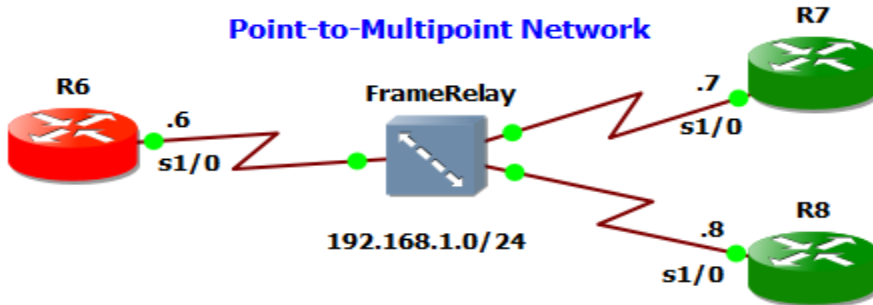 Point-to-Multipoint Network
R7
R6
FrameRelay
.7
.6
s1/0
s1/0
R8
.8
192.168.1.0/24
s1/0